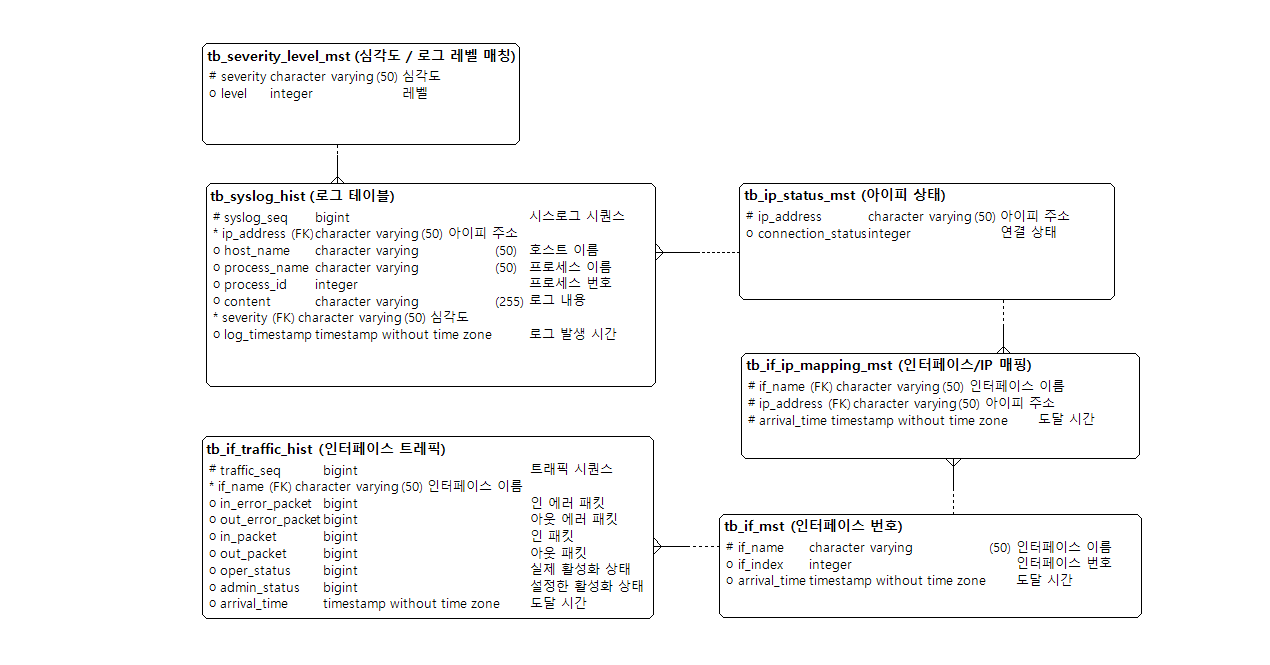 tb_severity_level_mst (심각도 / 로그 레벨 매칭)
# severity character varying (50) 심각도
o level integer 레벨
tb_syslog_hist (로그 테이블)
# syslog_seq bigint 시스로그 시퀀스
* ip_address (FK) character varying (50) 아이피 주소
o host_name character varying (50) 호스트 이름
o process_name character varying (50) 프로세스 이름
o process_id integer 프로세스 번호
o content character varying (255) 로그 내용
* severity (FK) character varying (50) 심각도
o log_timestamp timestamp without time zone 로그 발생 시간
tb_ip_status_mst (아이피 상태)
# ip_address character varying (50) 아이피 주소
o connection_status integer 연결 상태
tb_if_ip_mapping_mst (인터페이스/IP 매핑)
# if_name (FK) character varying (50) 인터페이스 이름
# ip_address (FK) character varying (50) 아이피 주소
# arrival_time timestamp without time zone 도달 시간
tb_if_traffic_hist (인터페이스 트레픽)
# traffic_seq bigint 트래픽 시퀀스
* if_name (FK) character varying (50) 인터페이스 이름
o in_error_packet bigint 인 에러 패킷
o out_error_packet bigint 아웃 에러 패킷
o in_packet bigint 인 패킷
o out_packet bigint 아웃 패킷
o oper_status bigint 실제 활성화 상태
o admin_status bigint 설정한 활성화 상태
o arrival_time timestamp without time zone 도달 시간
tb_if_mst (인터페이스 번호)
# if_name character varying (50) 인터페이스 이름
o if_index integer 인터페이스 번호
o arrival_time timestamp without time zone 도달 시간